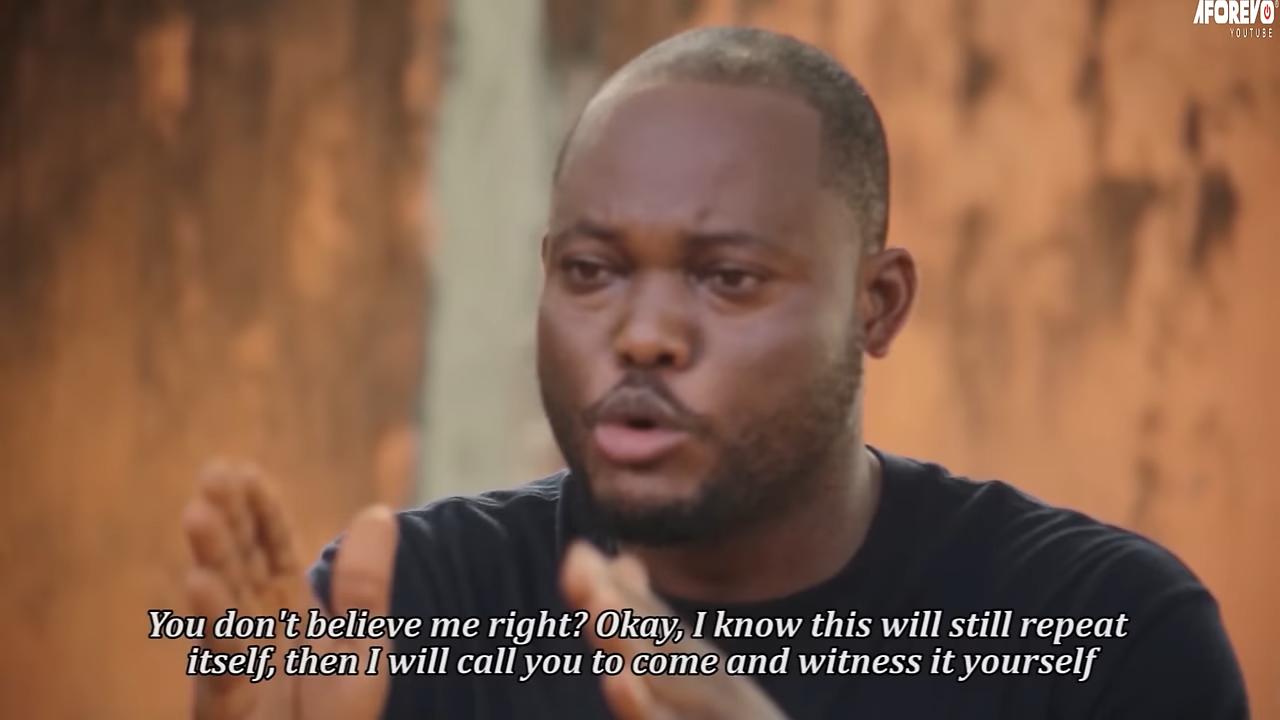 AFOREVO
YOUTUBE
You don't believe me right? Okay, I know this will still repeat
itself, then I will call you to come and witness it yourself